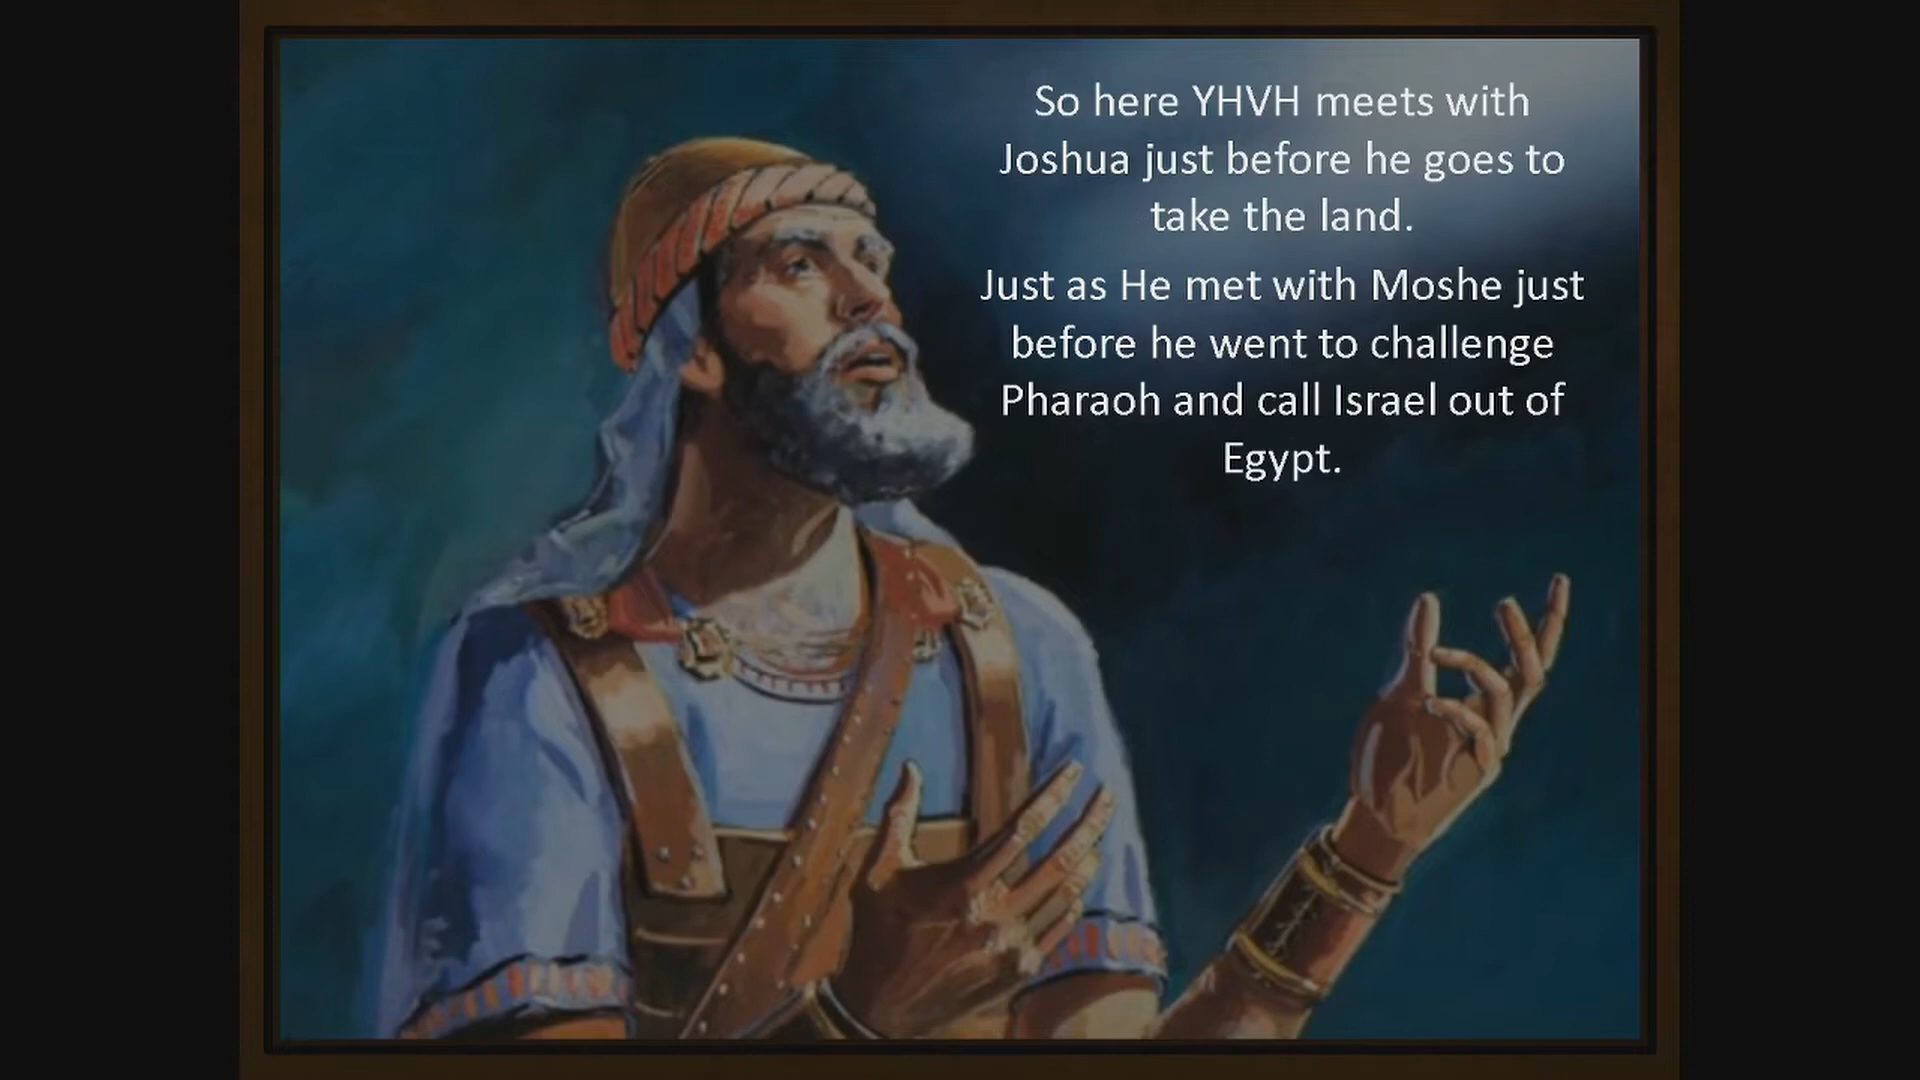 So here YHVH meets with
Joshua just before he goes to
take the land.
Just as He met with Moshe just
before he went to challenge
Pharaoh and call Israel out of
Egypt.